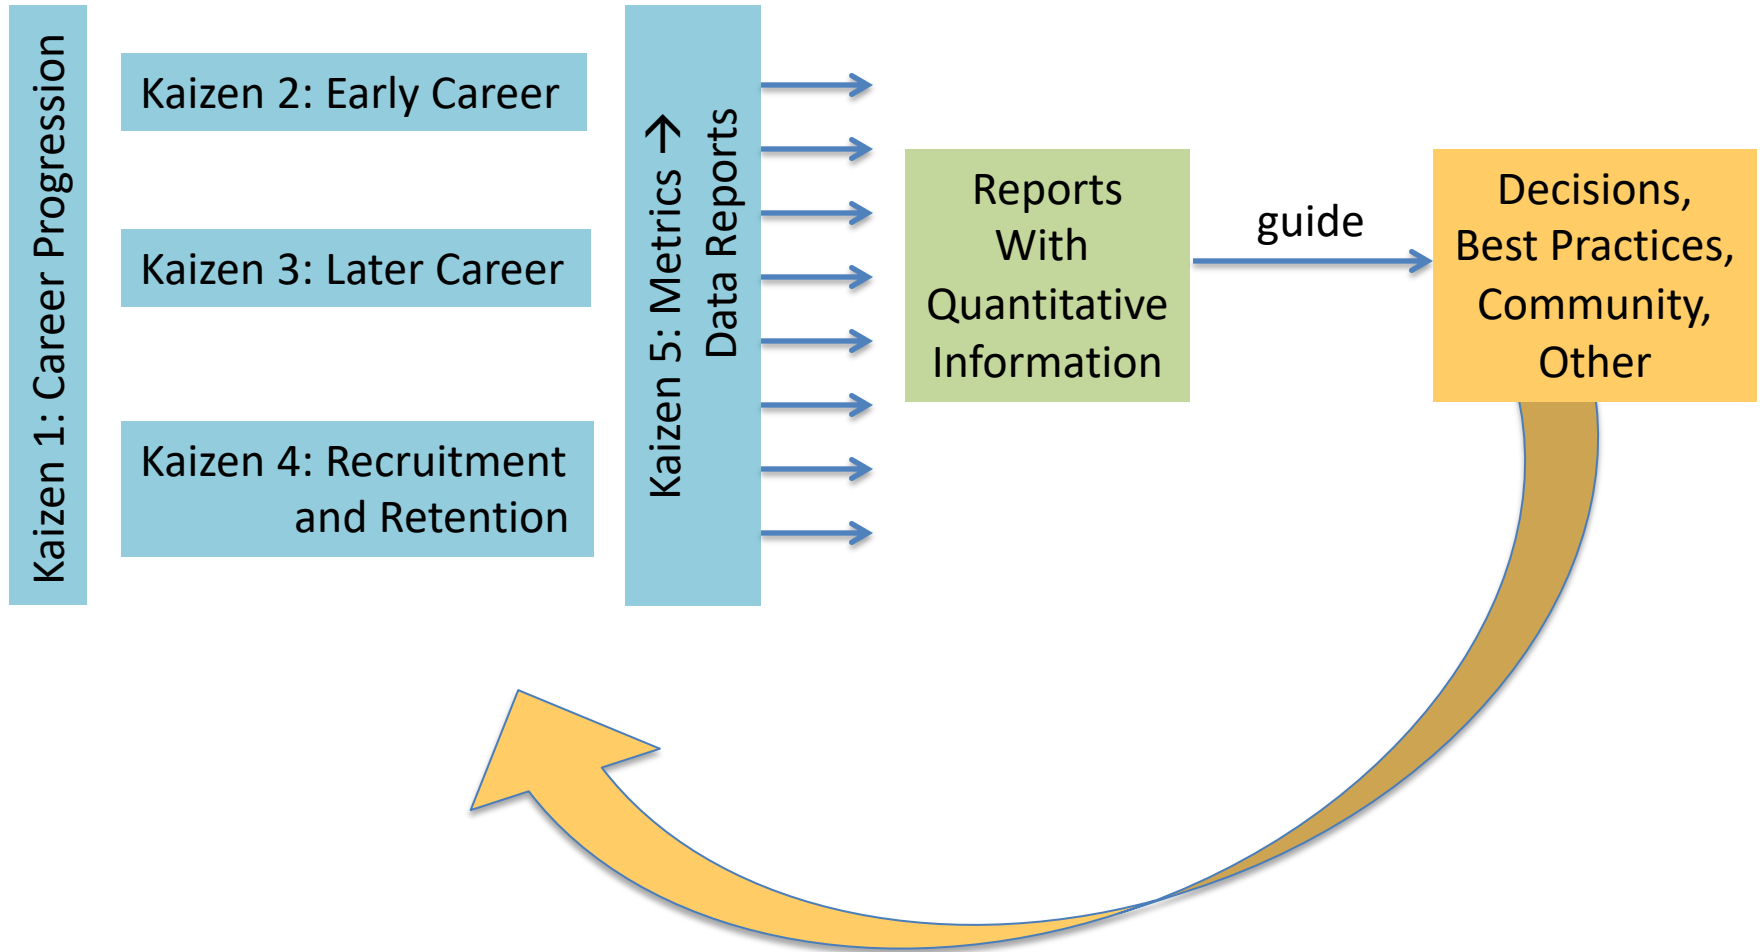 Kaizen 1: Career Progression
Kaizen 2: Early Career
Kaizen 3: Later Career
Kaizen 4: Recruitment
and Retention
Kaizen 5: Metrics →
Data Reports
Reports
With
Quantitative
Information
guide
Decisions,
Best Practices,
Community,
Other